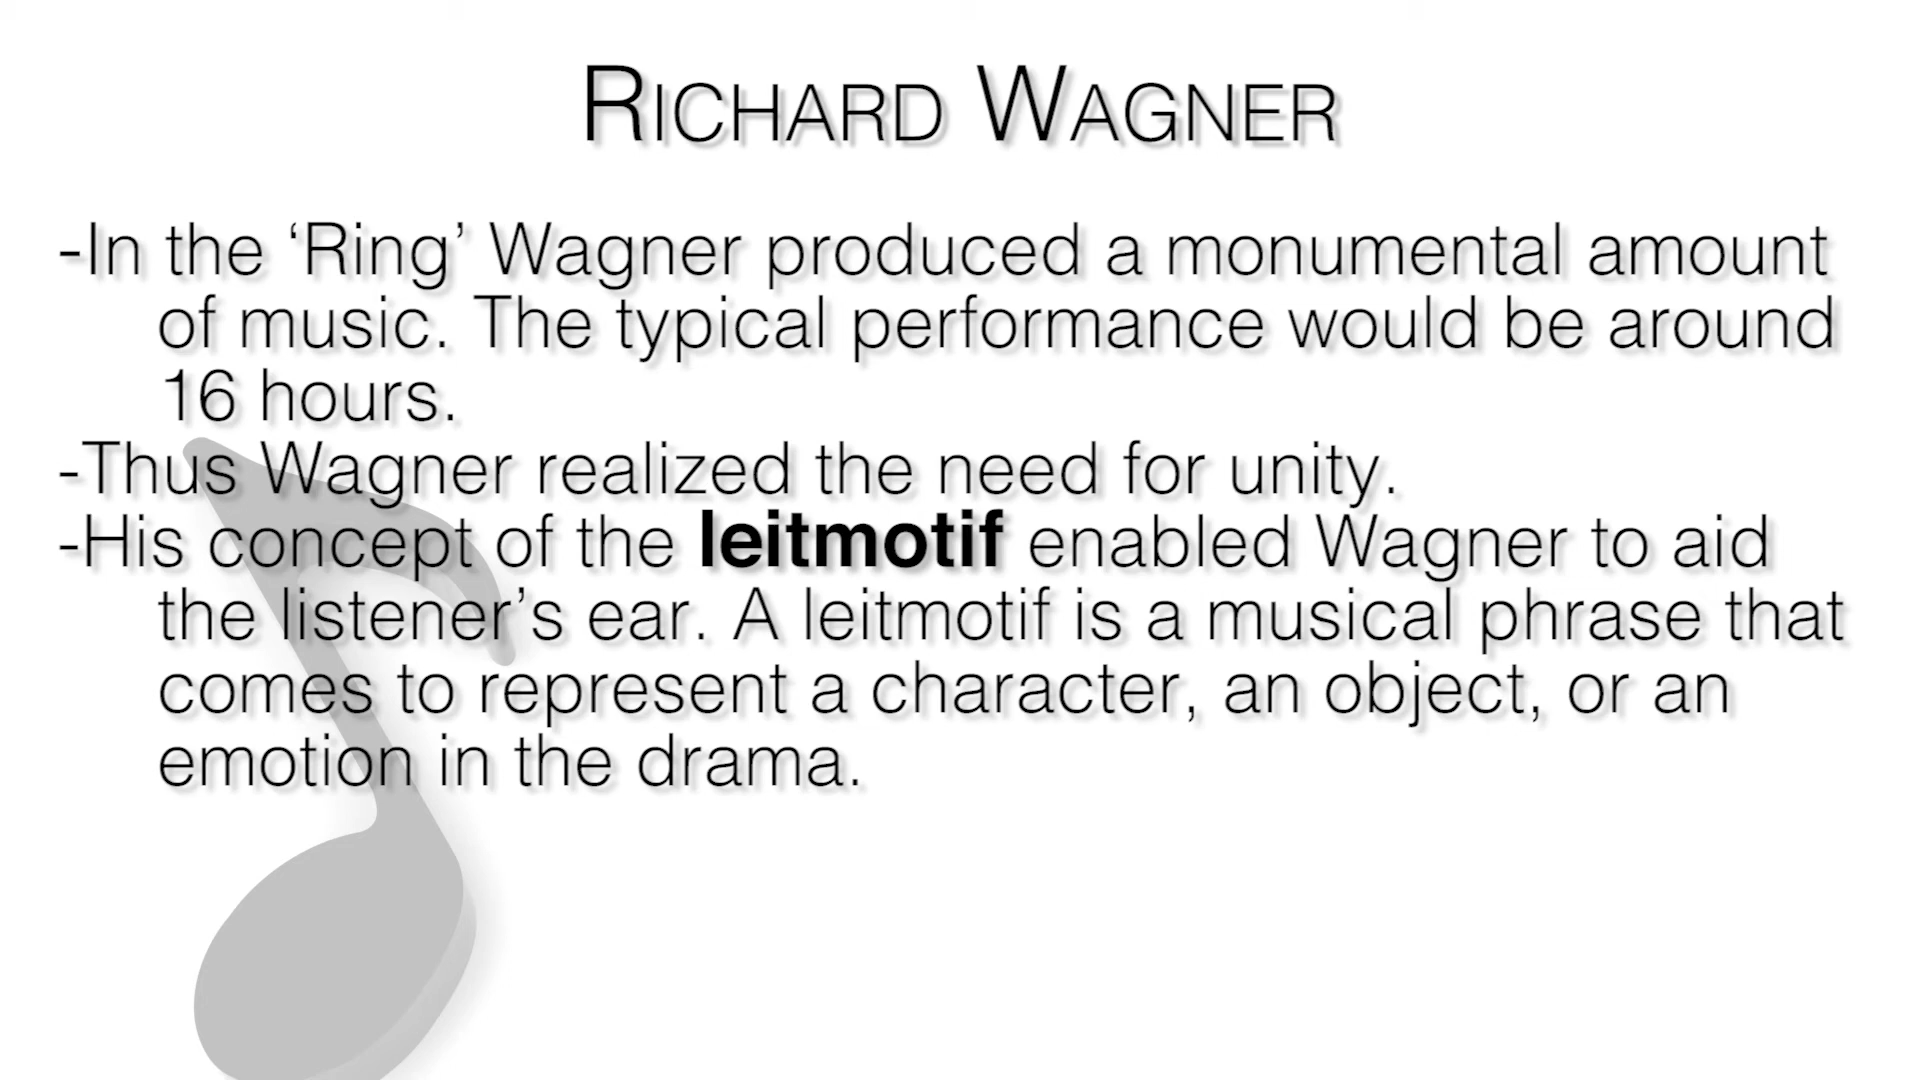 RICHARD WAGNER
-In the ‘Ring’ Wagner produced a monumental amount
of music. The typical performance would be around
16 hours.
-Thus Wagner realized the need for unity.
-His concept of the leitmotif enabled Wagner to aid
the listener’s ear. A leitmotif is a musical phrase that
comes to represent a character, an object, or an
emotion in the drama.